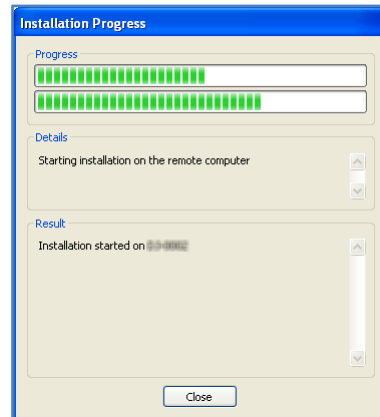 Installation Progress
Progress
Details
Starting installation on the remote computer
Result
Installation started on
Close